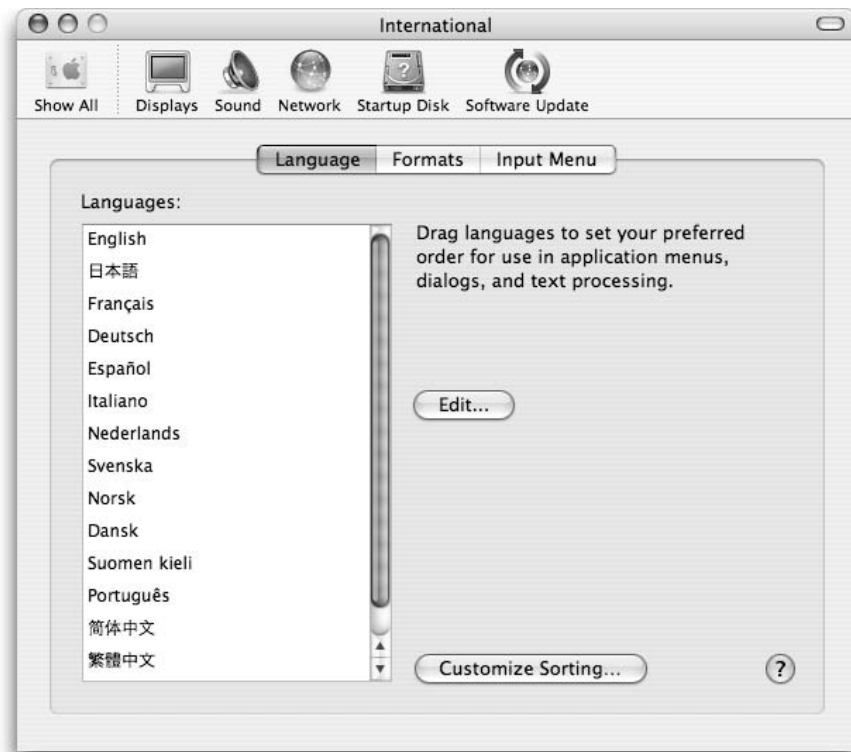 International
Show All Displays Sound Network Startup Disk Software Update
Language Formats Input Menu
Languages:
English
日本語
Français
Deutsch
Español
Italiano
Nederlands
Svenska
Norsk
Dansk
Suomen kieli
Português
简体中文
繁體中文
Drag languages to set your preferred
order for use in application menus,
dialogs, and text processing.
Edit...
Customize Sorting...
?